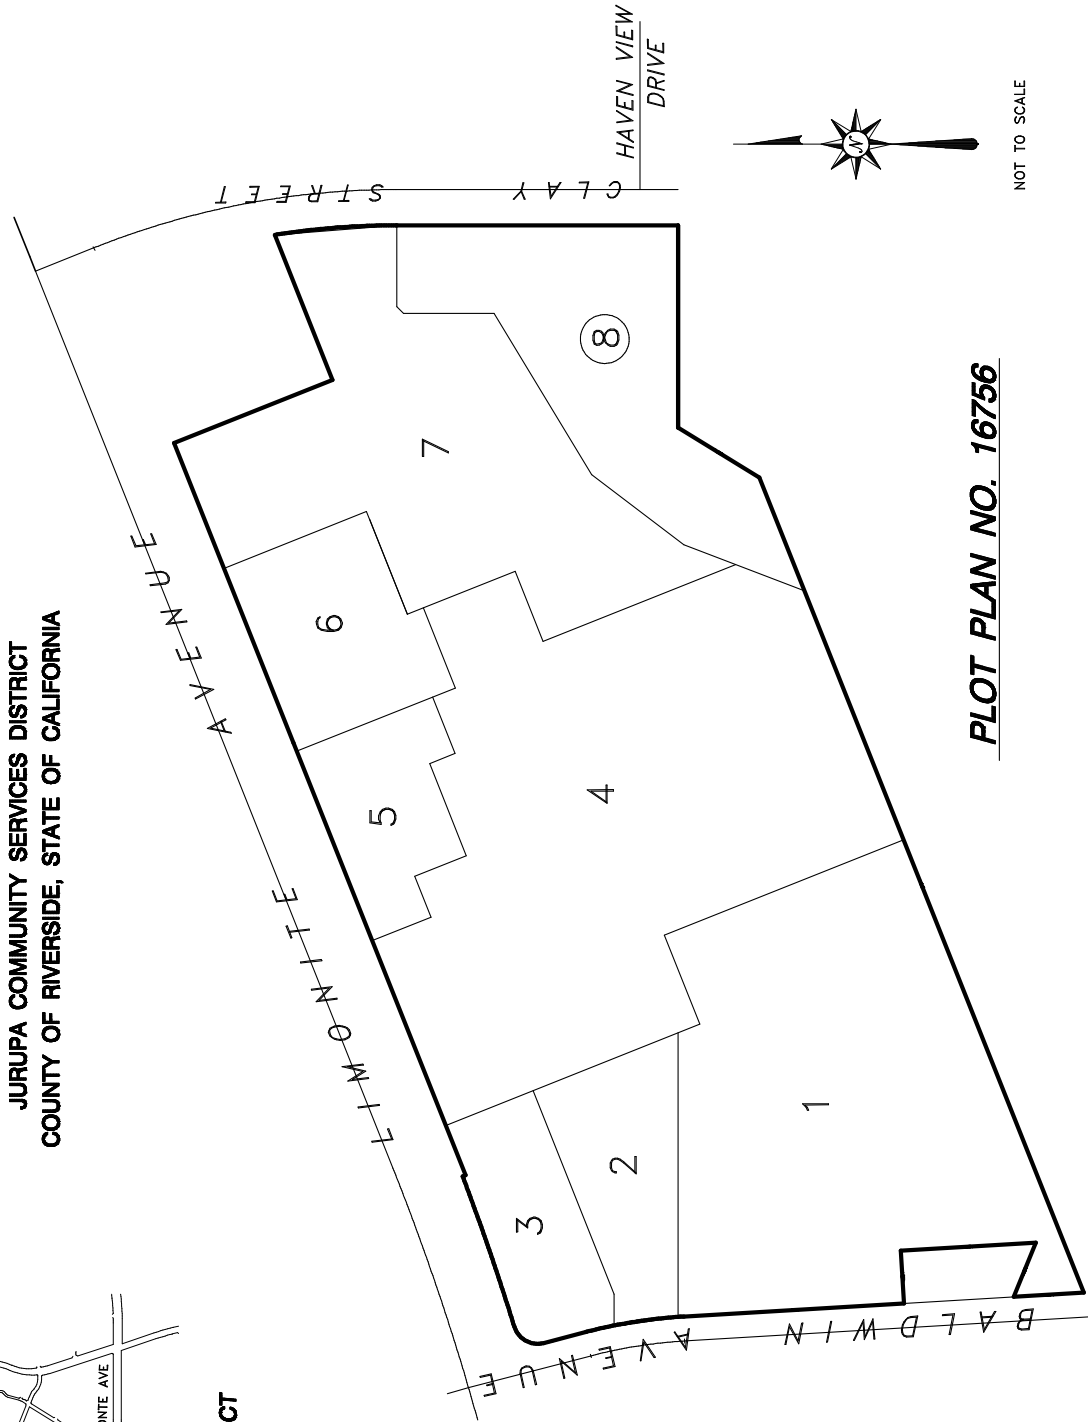 JURUPA COMMUNITY SERVICES DISTRICT
COUNTY OF RIVERSIDE, STATE OF CALIFORNIA
LIMONITE AVENUE
BALDWIN AVENUE
CLAY STREET
HAVEN VIEW
DRIVE
1
2
3
4
5
6
7
8
N
NOT TO SCALE
PLOT PLAN NO. 16756
AVE